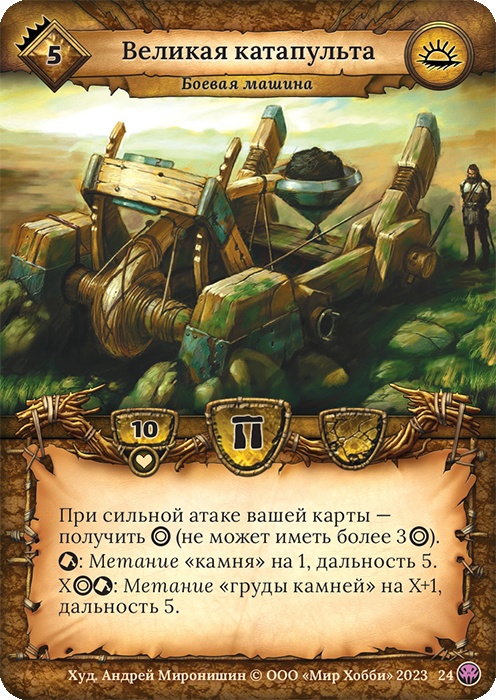 5
Великая катапульта
Боевая машина
10
При сильной атаке вашей карты —
получить (не может иметь более 3).
: Метание «камня» на 1, дальность 5.
X: Метание «груды камней» на X+1,
дальность 5.
Худ. Андрей Миронишин © ООО «Мир Хобби» 2023 24